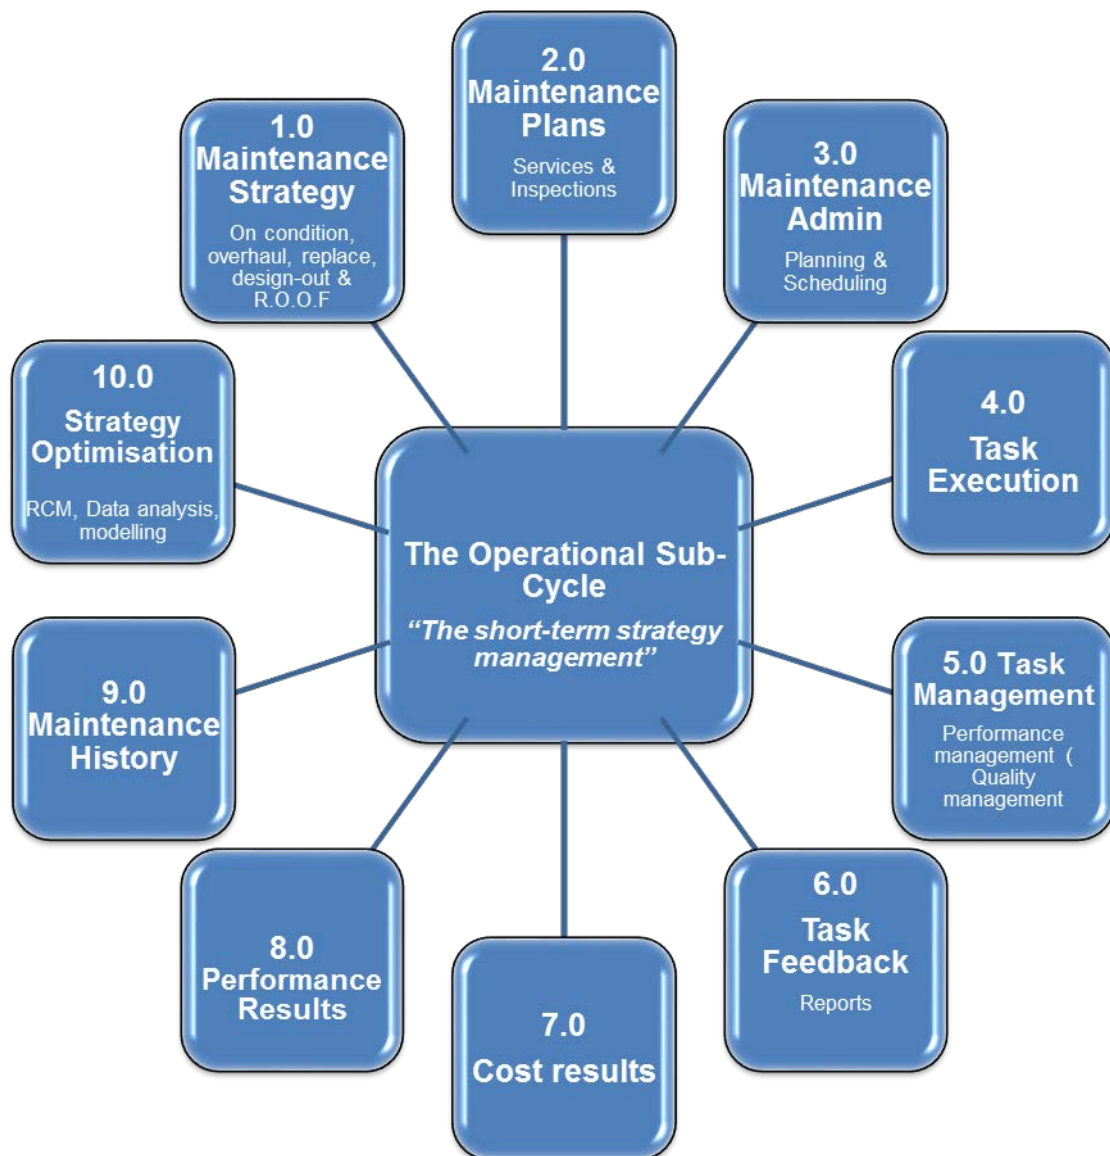 1.0
Maintenance
Strategy
On condition,
overhaul, replace,
design-out &
R.O.O.F
2.0
Maintenance
Plans
Services &
Inspections
3.0
Maintenance
Admin
Planning &
Scheduling
4.0
Task
Execution
5.0 Task
Management
Performance
management (
Quality
management
6.0
Task
Feedback
Reports
7.0
Cost results
8.0
Performance
Results
9.0
Maintenance
History
10.0
Strategy
Optimisation
RCM, Data analysis,
modelling
The Operational Sub-
Cycle
“The short-term strategy
management”